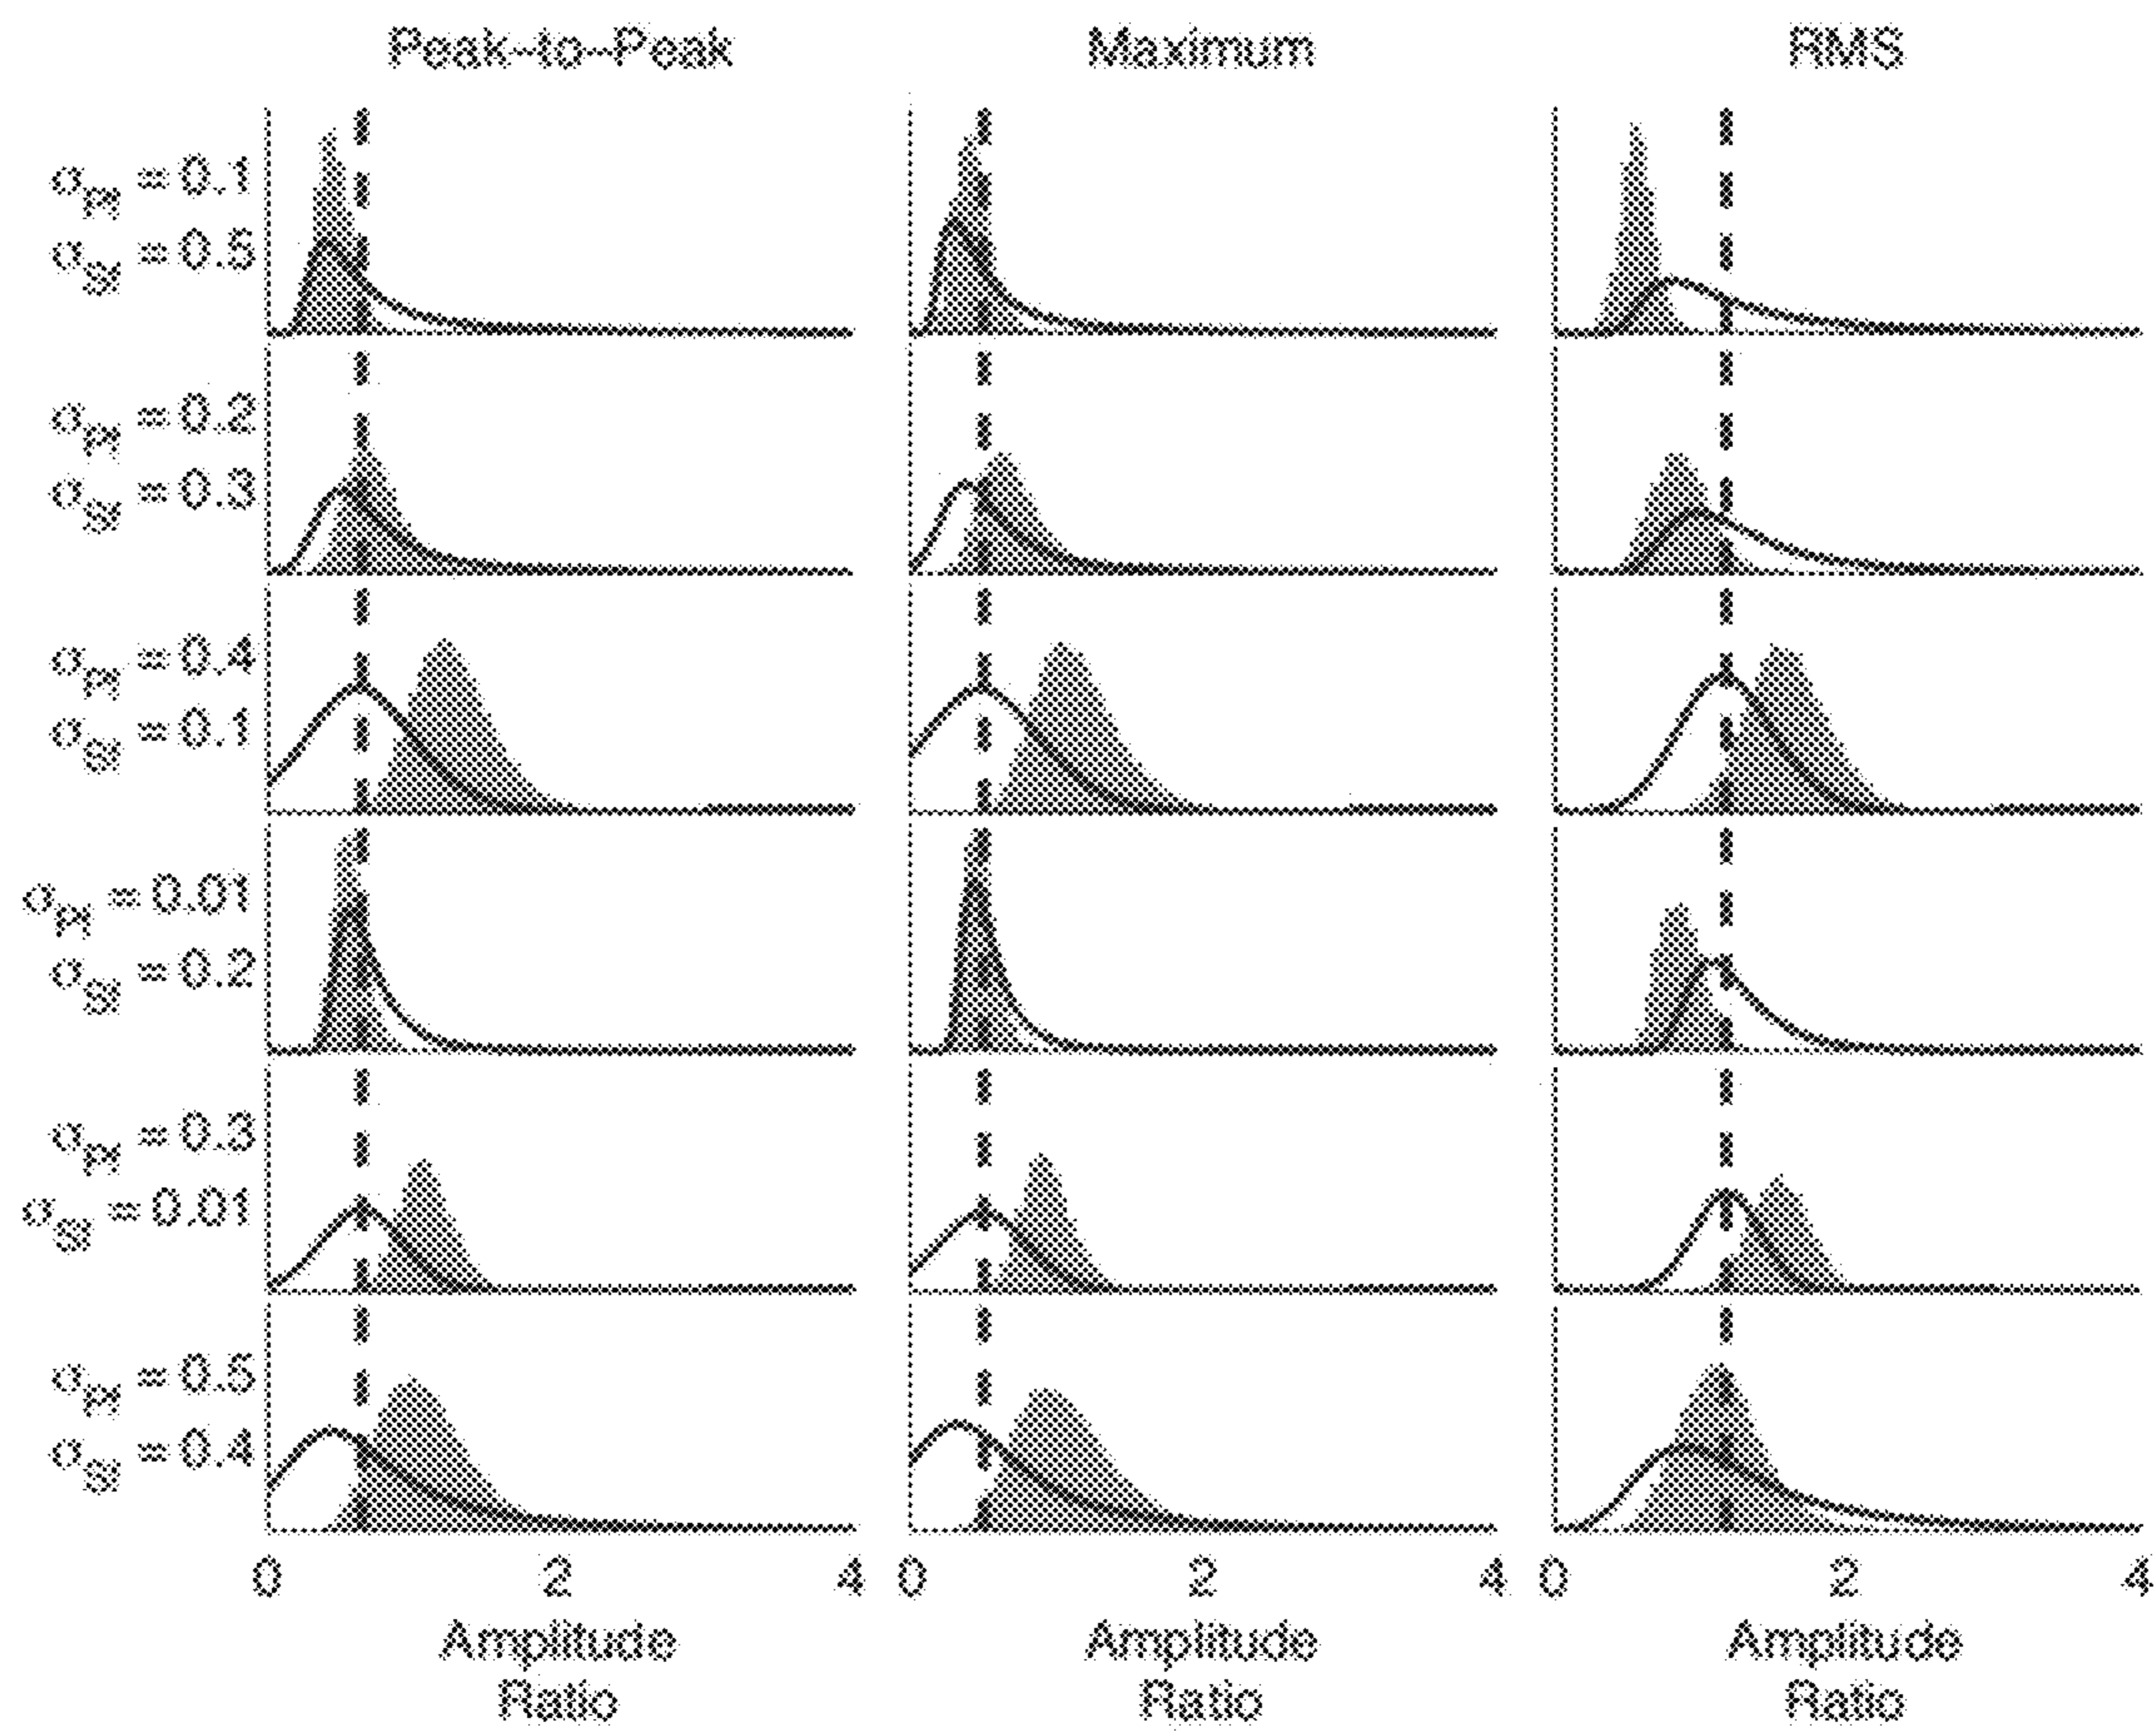 Peak-to-Peak Maximum RMS
σPi = 0.1
σSi = 0.5
σPi = 0.2
σSi = 0.3
σPi = 0.4
σSi = 0.1
σPi = 0.01
σSi = 0.2
σPi = 0.3
σSi = 0.01
σPi = 0.5
σSi = 0.4
0 2 4 0 2 4 0 2 4
Amplitude Amplitude Amplitude
Ratio Ratio Ratio